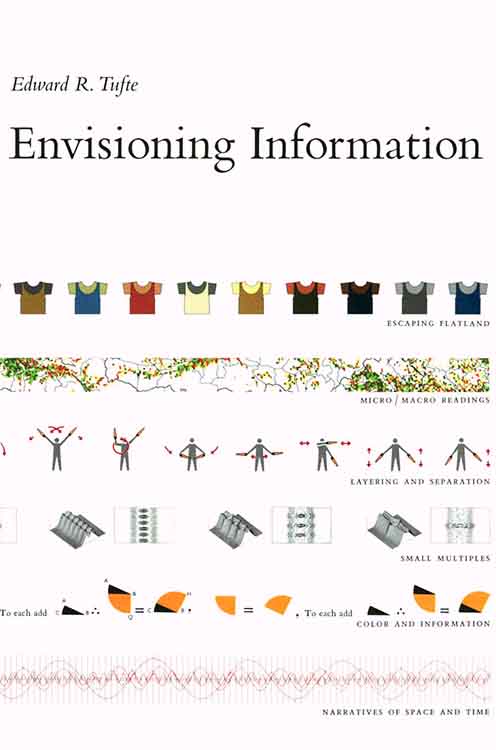 Edward R. Tufte
Envisioning Information
ESCAPING FLATLAND
MICRO / MACRO READINGS
LAYERING AND SEPARATION
SMALL MULTIPLES
To each add C A B ∴ A B Q = C H B , = , To each add ∴ =
COLOR AND INFORMATION
NARRATIVES OF SPACE AND TIME